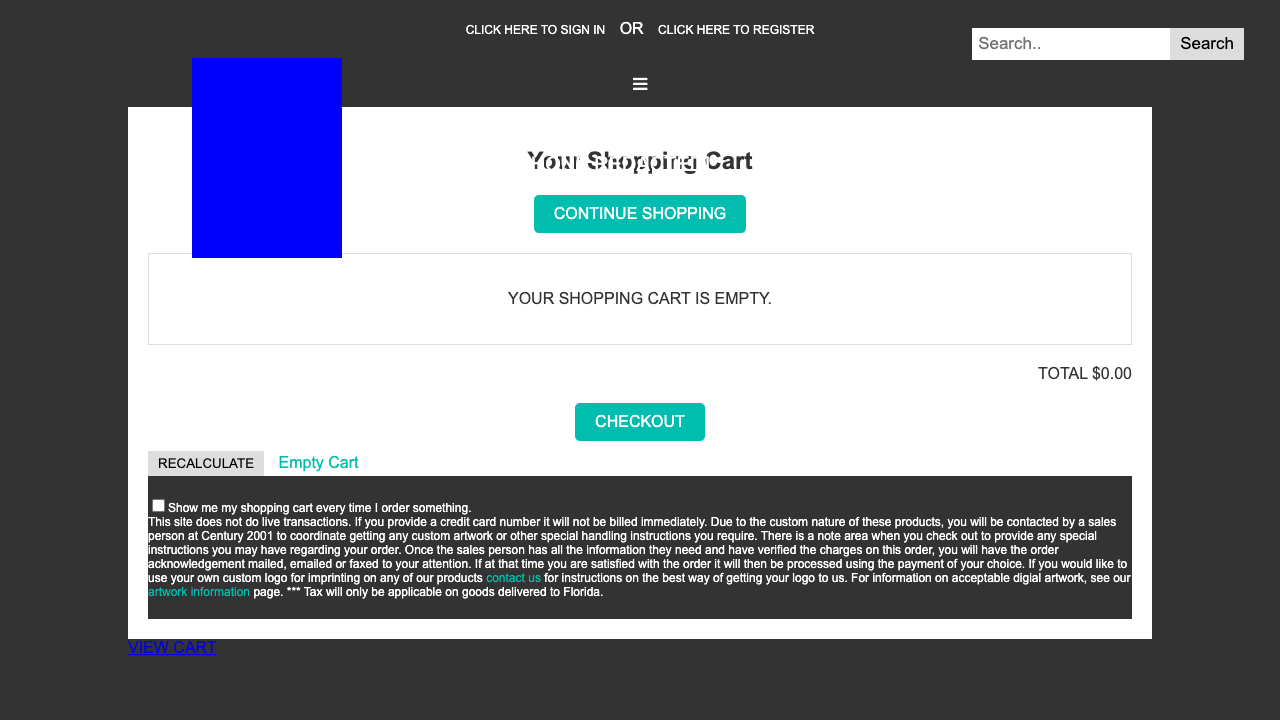 CLICK HERE TO SIGN IN OR CLICK HERE TO REGISTER
Search.. Search
≡
Your Shopping Cart
CONTINUE SHOPPING
YOUR SHOPPING CART IS EMPTY.
TOTAL $0.00
CHECKOUT
RECALCULATE Empty Cart
Show me my shopping cart every time I order something.
This site does not do live transactions. If you provide a credit card number it will not be billed immediately. Due to the custom nature of these products, you will be contacted by a sales
person at Century 2001 to coordinate getting any custom artwork or other special handling instructions you require. There is a note area when you check out to provide any special
instructions you may have regarding your order. Once the sales person has all the information they need and have verified the charges on this order, you will have the order
acknowledgement mailed, emailed or faxed to your attention. If at that time you are satisfied with the order it will then be processed using the payment of your choice. If you would like to
use your own custom logo for imprinting on any of our products contact us for instructions on the best way of getting your logo to us. For information on acceptable digial artwork, see our
artwork information page. *** Tax will only be applicable on goods delivered to Florida.
VIEW CART